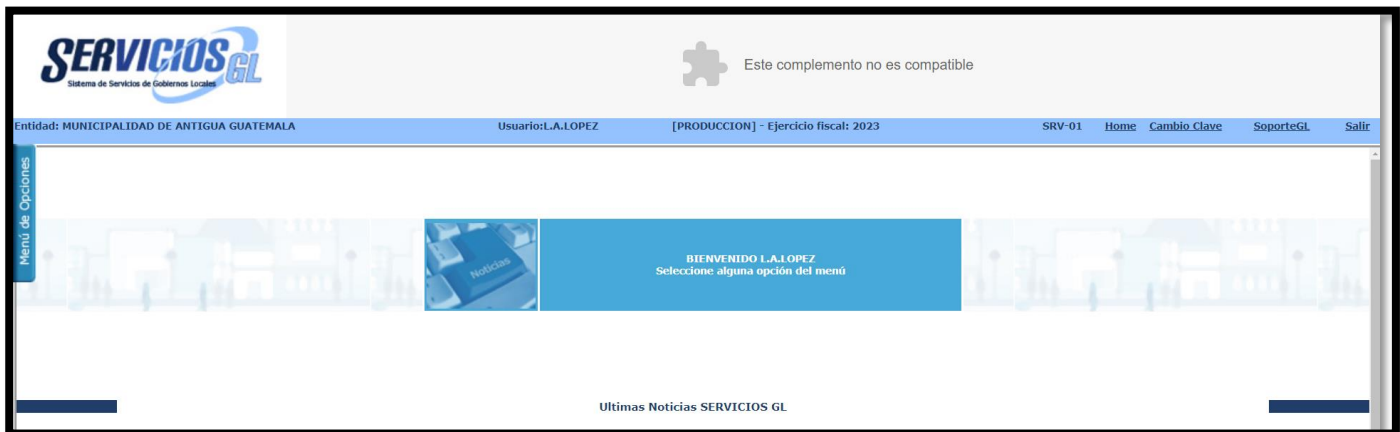 SERVICIOS GL
Sistema de Servicios de Gobiernos Locales
Este complemento no es compatible
Entidad: MUNICIPALIDAD DE ANTIGUA GUATEMALA Usuario:L.A.LOPEZ [PRODUCCION] - Ejercicio fiscal: 2023 SRV-01 Home Cambio Clave SoporteGL Salir
Menú de Opciones
Noticias
BIENVENIDO L.A.LOPEZ
Seleccione alguna opción del menú
Ultimas Noticias SERVICIOS GL